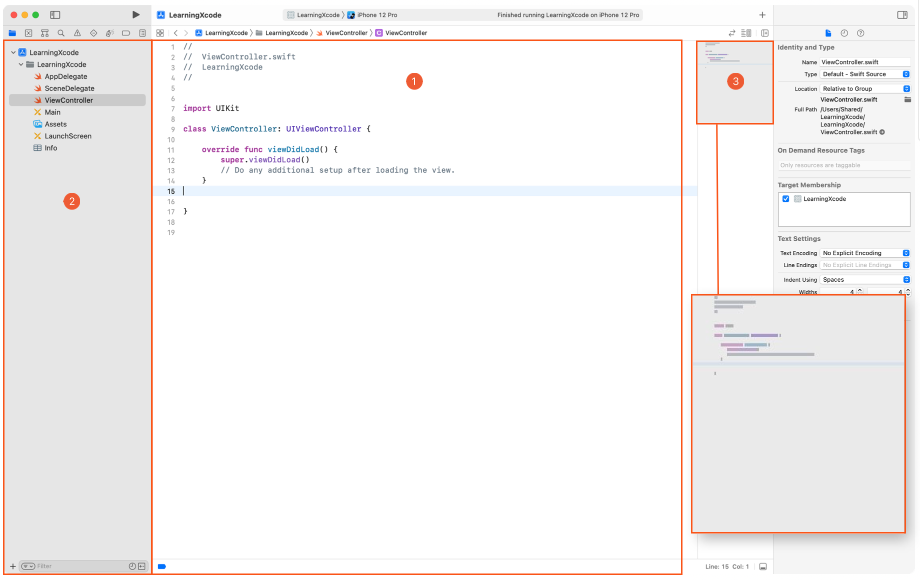 LearningXcode
LearningXcode iPhone 12 Pro
Finished running LearningXcode on iPhone 12 Pro
LearningXcode
LearningXcode
AppDelegate
SceneDelegate
ViewController
Main
Assets
LaunchScreen
Info
2
Filter
LearningXcode LearningXcode ViewController C ViewController
1 //
2 // ViewController.swift
3 // LearningXcode
4 //
5
6
7 import UIKit
8
9 class ViewController: UIViewController {
10
11 override func viewDidLoad() {
12 super.viewDidLoad()
13 // Do any additional setup after loading the view.
14 }
15
16
17 }
18
19
1
3
Line: 15 Col: 1
Identity and Type
Name ViewController.swift
Type Default - Swift Source
Location Relative to Group
ViewController.swift
Full Path /Users/Shared/
LearningXcode/
LearningXcode/
ViewController.swift
On Demand Resource Tags
Only resources are taggable
Target Membership
LearningXcode
Text Settings
Text Encoding No Explicit Encoding
Line Endings No Explicit Line Endings
Indent Using Spaces
Widths 4 4